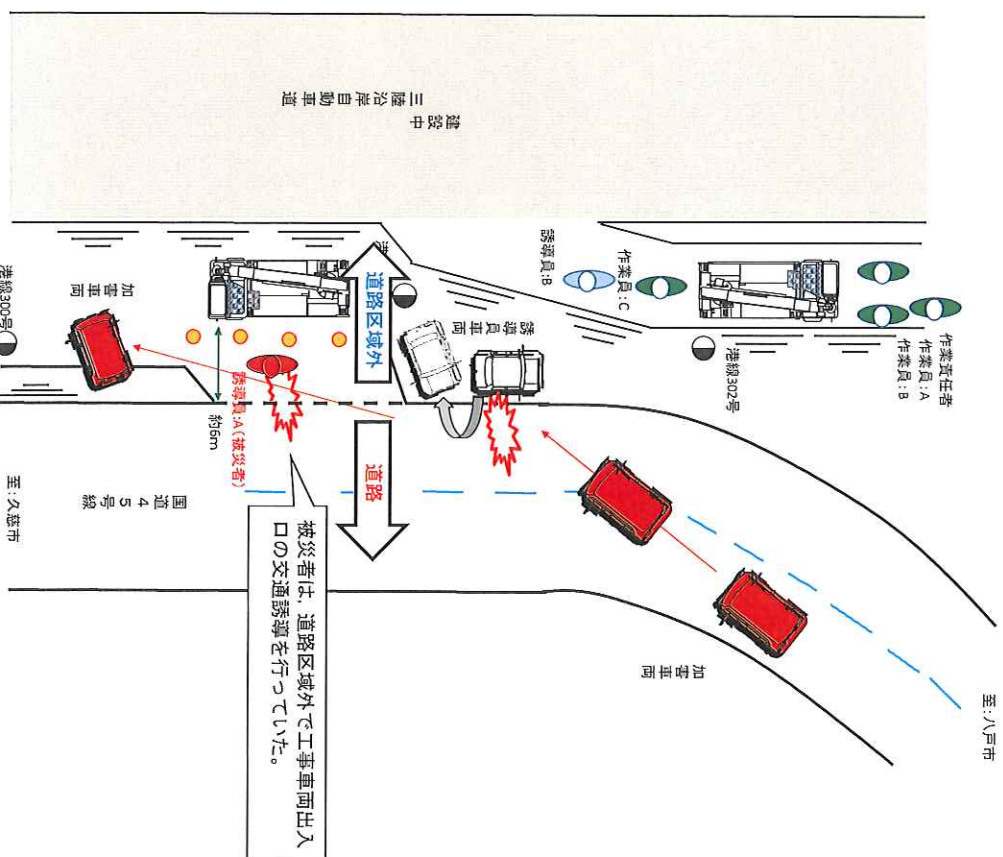 建設中
三陸沿岸自動車道
誘導員:B
作業員:C
作業責任者
作業員:A
作業員:B
港線302号
誘導員車両
道路区域外
加害車両
港線300号
約6m
誘導員:A(被災者)
道路
国道45号線
至:久慈市
被災者は、道路区域外で工事車両出入
口の交通誘導を行っていた。
加害車両
至:八戸市